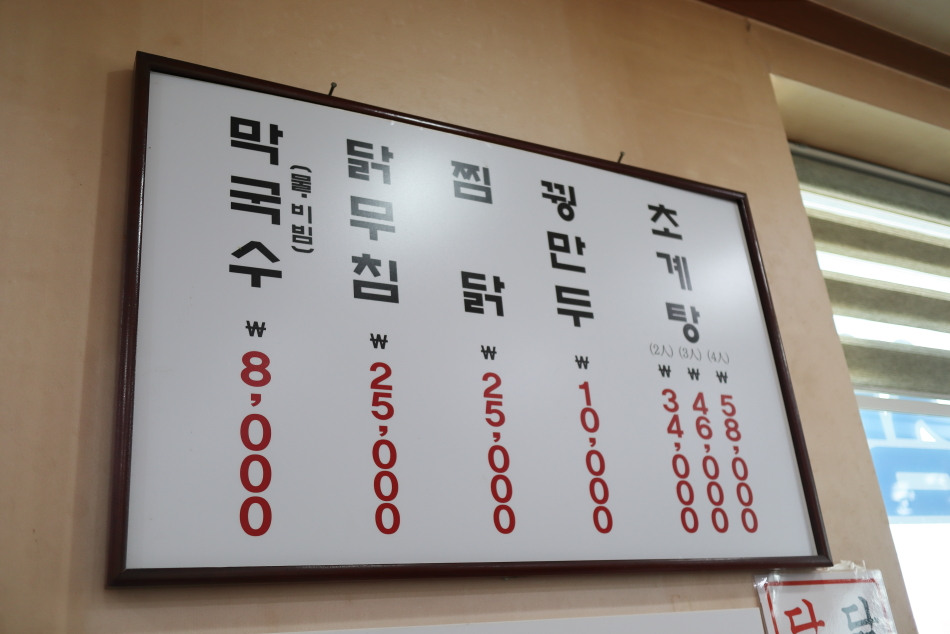 막국수
(물·비빔)
₩8,000
닭무침
₩25,000
찜닭
₩25,000
꿩만두
₩10,000
초계탕
(2人) (3人) (4人)
₩34,000
₩46,000
₩58,000